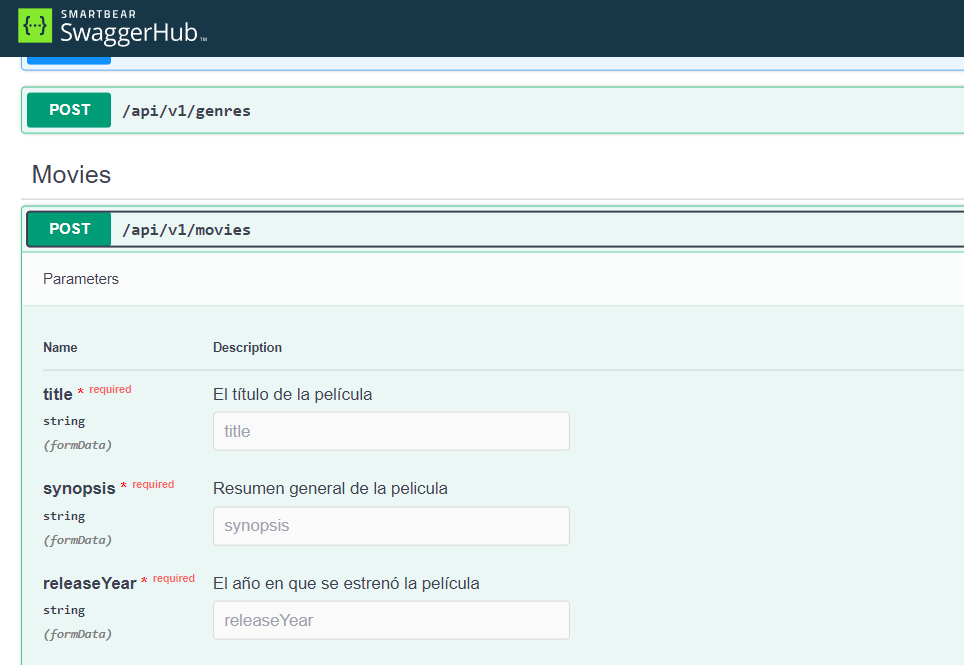 SMARTBEAR
SwaggerHub™
POST /api/v1/genres
Movies
POST /api/v1/movies
Parameters
Name Description
title * required El título de la película
string title
(formData)
synopsis * required Resumen general de la pelicula
string synopsis
(formData)
releaseYear * required El año en que se estrenó la película
string releaseYear
(formData)